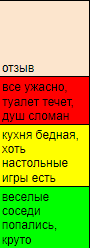 отзыв
все ужасно,
туалет течет,
душ сломан
кухня бедная,
хоть
настольные
игры есть
веселые
соседи
попались,
круто